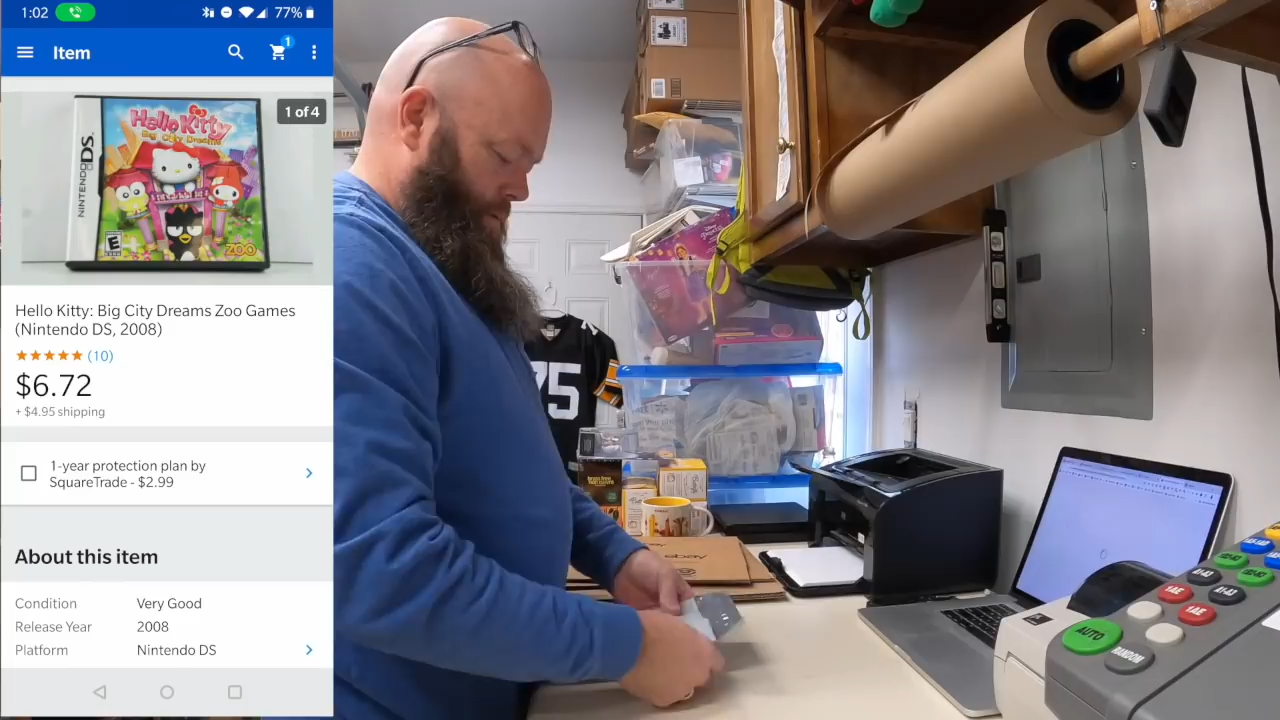 1:02
77%
Item
1
1 of 4
NINTENDO DS
Hello Kitty
Big City Dreams
E
ZOO
Hello Kitty: Big City Dreams Zoo Games
(Nintendo DS, 2008)
(10)
$6.72
+ $4.95 shipping
1-year protection plan by
SquareTrade - $2.99
About this item
Condition Very Good
Release Year 2008
Platform Nintendo DS
75
ebay
AUTO
RANDOM
1AE
1AE